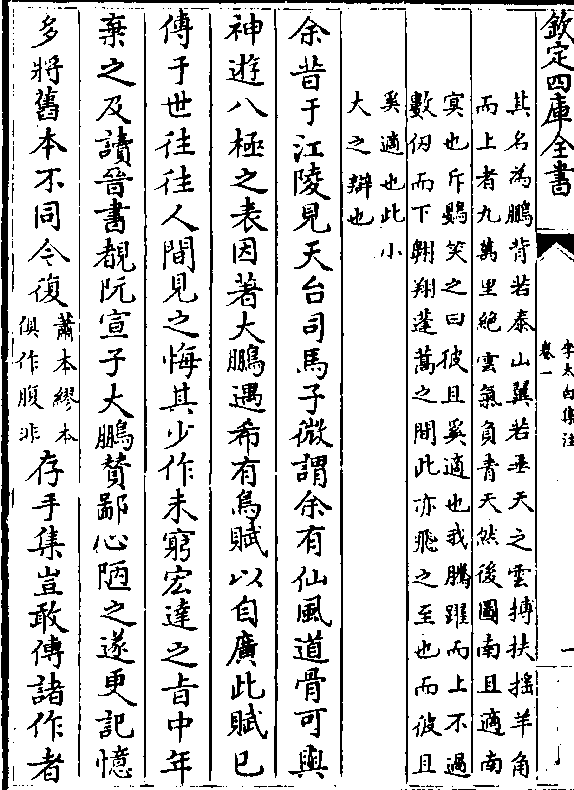 欽定四庫全書
李太白集注
卷一
一
其名為鵬背若泰山翼若垂天之雲摶扶揺羊角
而上者九萬里絶雲氣負青天然後圖南且適南
㝠也斥鷃笑之曰彼且奚適也我騰躍而上不過
數仞而下翺翔蓬蒿之間此亦飛之至也而彼且
奚適也此小
大之辯也
余昔于江陵見天台司馬子微謂余有仙風道骨可與
神遊八極之表因著大鵬遇希有鳥賦以自廣此賦已
傳于世往往人間見之悔其少作未窮宏達之㫖中年
棄之及讀晉書覩阮宣子大鵬賛鄙心陋之遂更記憶
多將舊本不同今復
蕭本繆本
俱作腹非
存手集豈敢傳諸作者